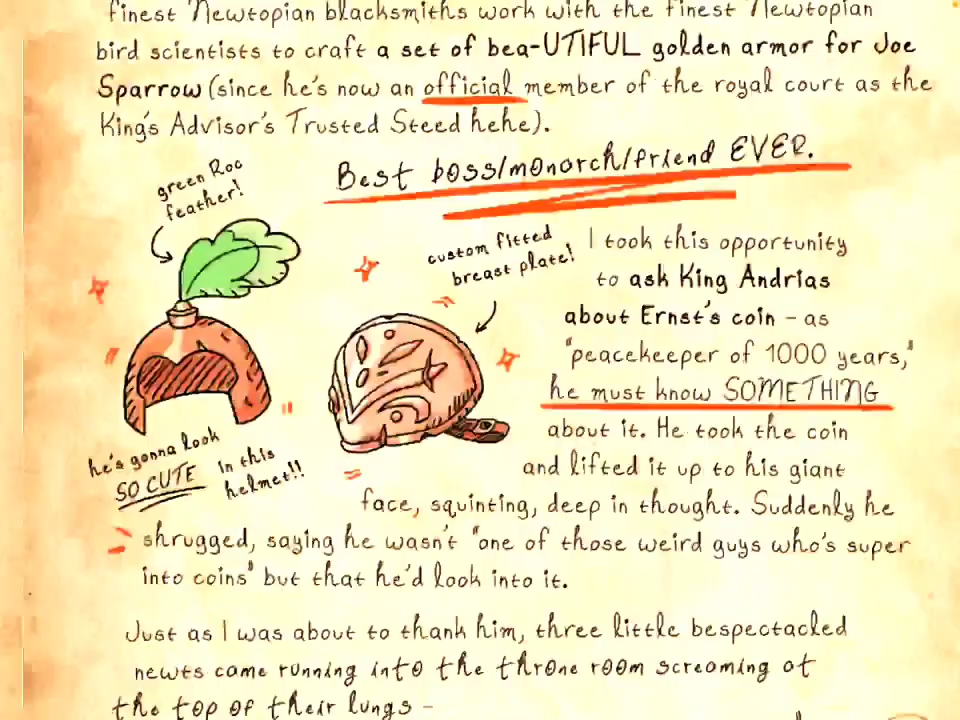 finest Newtopian blacksmiths work with the finest Newtopian
bird scientists to craft a set of bea-UTIFUL golden armor for Joe
Sparrow (since he's now an official member of the royal court as the
King's Advisor's Trusted Steed hehe).
Best boss/monarch/friend EVER.
green Roc
feather!
custom fitted
breast plate!
I took this opportunity
to ask King Andrias
about Ernst's coin - as
"peacekeeper of 1000 years,"
he must know SOMETHING
about it. He took the coin
and lifted it up to his giant
face, squinting, deep in thought. Suddenly he
shrugged, saying he wasn't "one of those weird guys who's super
into coins" but that he'd look into it.
he's gonna look
SO CUTE in this
helmet!!
Just as I was about to thank him, three little bespectacled
newts came running into the throne room screaming at
the top of their lungs -